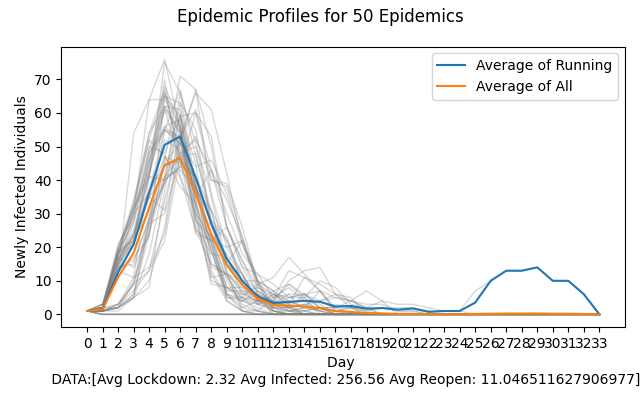 Epidemic Profiles for 50 Epidemics
Average of Running
Average of All
Newly Infected Individuals
70
60
50
40
30
20
10
0
0 1 2 3 4 5 6 7 8 9 10 11 12 13 14 15 16 17 18 19 20 21 22 23 24 25 26 27 28 29 30 31 32 33
Day
DATA:[Avg Lockdown: 2.32 Avg Infected: 256.56 Avg Reopen: 11.046511627906977]